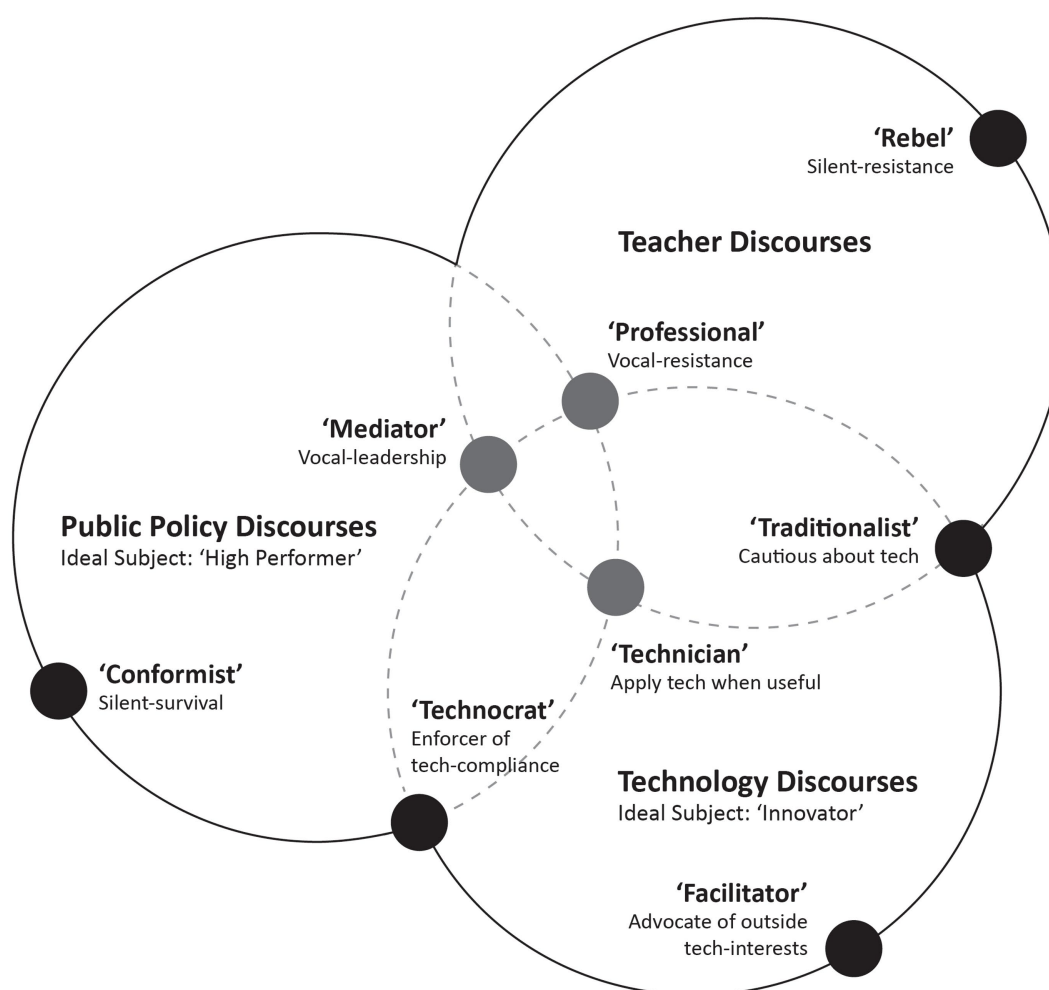 ‘Rebel’
Silent-resistance
Teacher Discourses
‘Professional’
Vocal-resistance
‘Mediator’
Vocal-leadership
Public Policy Discourses
Ideal Subject: ‘High Performer’
‘Traditionalist’
Cautious about tech
‘Technician’
Apply tech when useful
‘Conformist’
Silent-survival
‘Technocrat’
Enforcer of
tech-compliance
Technology Discourses
Ideal Subject: ‘Innovator’
‘Facilitator’
Advocate of outside
tech-interests